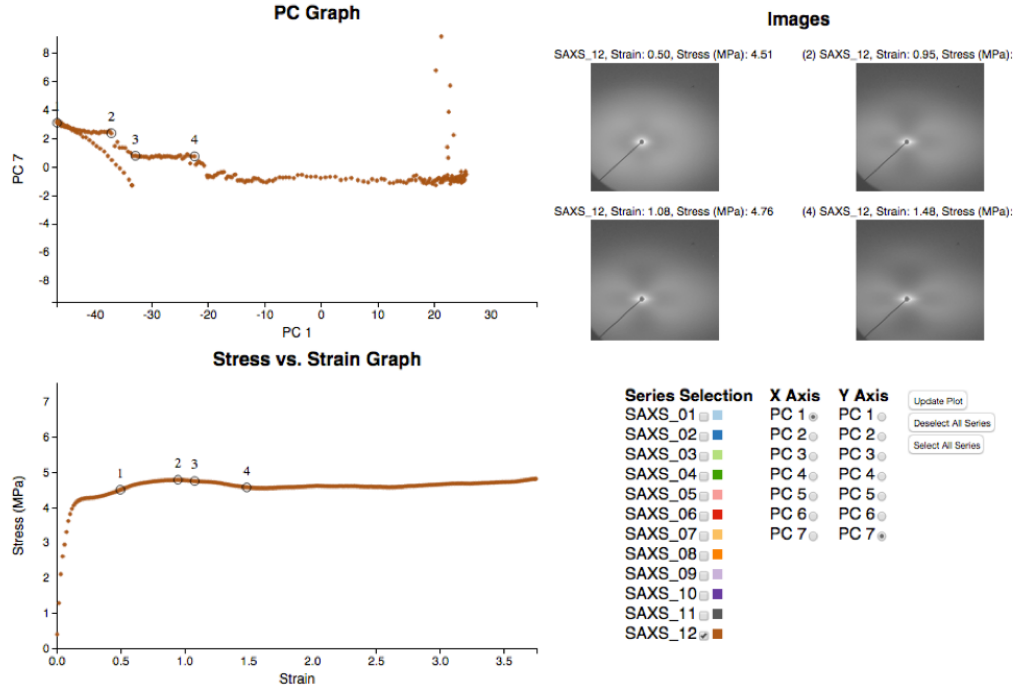 PC Graph
8
6
4
2
0
-2
-4
-6
-8
PC 7
1
2
3
4
-40
-30
-20
-10
0
10
20
30
PC 1
Images
SAXS_12, Strain: 0.50, Stress (MPa): 4.51
(2) SAXS_12, Strain: 0.95, Stress (MPa):
SAXS_12, Strain: 1.08, Stress (MPa): 4.76
(4) SAXS_12, Strain: 1.48, Stress (MPa):
Stress vs. Strain Graph
7
6
5
4
3
2
1
0
Stress (MPa)
1
2
3
4
0.0
0.5
1.0
1.5
2.0
2.5
3.0
3.5
Strain
Series Selection X Axis Y Axis
SAXS_01 PC 1 PC 1
SAXS_02 PC 2 PC 2
SAXS_03 PC 3 PC 3
SAXS_04 PC 4 PC 4
SAXS_05 PC 5 PC 5
SAXS_06 PC 6 PC 6
SAXS_07 PC 7 PC 7
SAXS_08
SAXS_09
SAXS_10
SAXS_11
SAXS_12
Update Plot
Deselect All Series
Select All Series